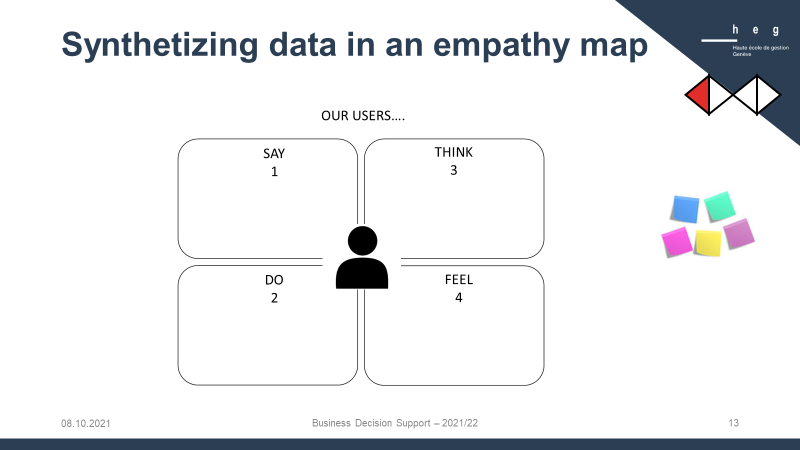 Synthetizing data in an empathy map
h e g
Haute école de gestion
Genève
OUR USERS....
SAY
1
THINK
3
DO
2
FEEL
4
08.10.2021
Business Decision Support – 2021/22
13